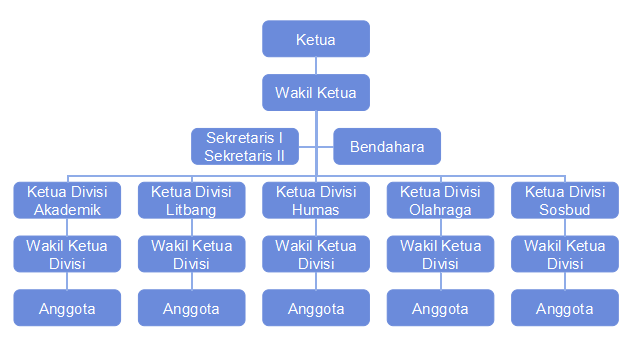 Ketua
Wakil Ketua
Sekretaris I
Sekretaris II
Bendahara
Ketua Divisi
Akademik
Ketua Divisi
Litbang
Ketua Divisi
Humas
Ketua Divisi
Olahraga
Ketua Divisi
Sosbud
Wakil Ketua
Divisi
Wakil Ketua
Divisi
Wakil Ketua
Divisi
Wakil Ketua
Divisi
Wakil Ketua
Divisi
Anggota
Anggota
Anggota
Anggota
Anggota